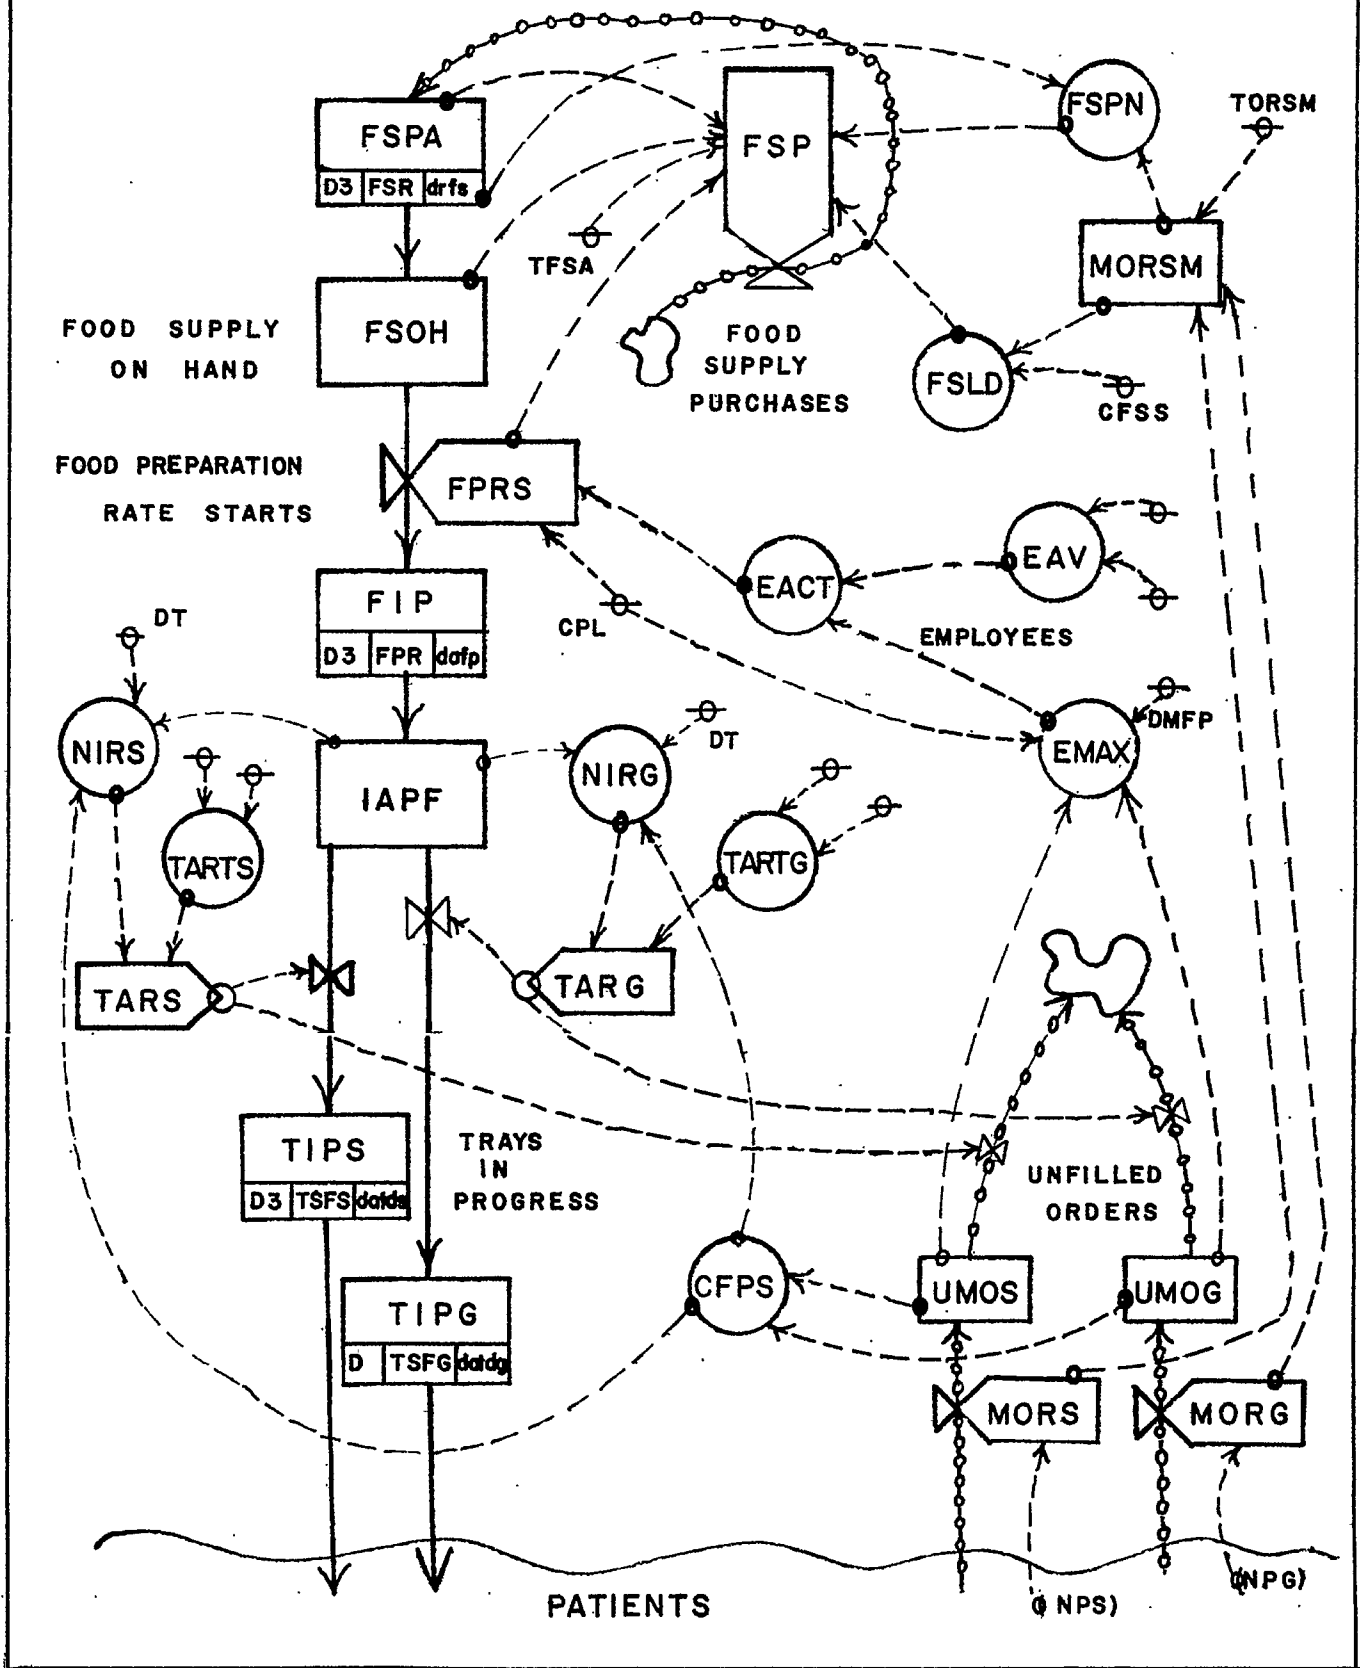 FSPN
TORSM
FSPA
FSP
D3 FSR drfs
TFSA
MORSM
FOOD SUPPLY
ON HAND
FSOH
FOOD
SUPPLY
PURCHASES
FSLD
CFSS
FOOD PREPARATION
RATE STARTS
FPRS
EAV
EACT
FIP
CPL
EMPLOYEES
D3 FPR dafp
DT
DMFP
DT
NIRS
EMAX
NIRG
IAPF
TARTS
TARTG
TARS
TARG
TIPS
TRAYS
IN
PROGRESS
UNFILLED
ORDERS
D3 TSFS datds
CFPS
UMOS
UMOG
TIPG
D TSFG datdg
MORS
MORG
(NPG)
( NPS)
PATIENTS